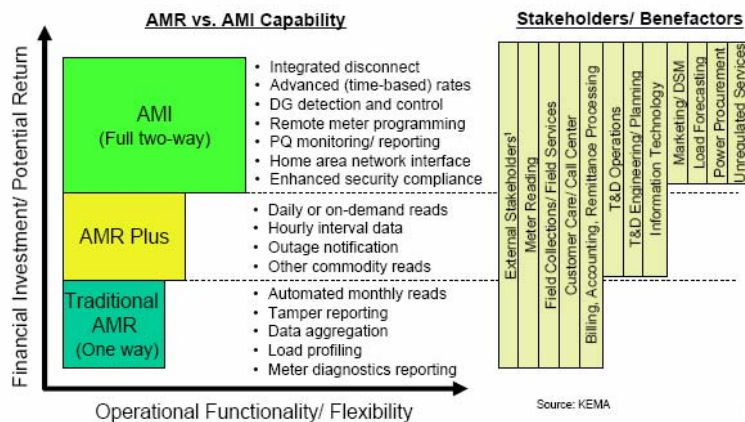 AMR vs. AMI Capability
Stakeholders/ Benefactors
Financial Investment/ Potential Return
AMI
(Full two-way)
• Integrated disconnect
• Advanced (time-based) rates
• DG detection and control
• Remote meter programming
• PQ monitoring/ reporting
• Home area network interface
• Enhanced security compliance
AMR Plus
• Daily or on-demand reads
• Hourly interval data
• Outage notification
• Other commodity reads
Traditional
AMR
(One way)
• Automated monthly reads
• Tamper reporting
• Data aggregation
• Load profiling
• Meter diagnostics reporting
Operational Functionality/ Flexibility
External Stakeholders¹
Meter Reading
Field Collections/ Field Services
Customer Care/ Call Center
Billing, Accounting, Remittance Processing
T&D Operations
T&D Engineering/ Planning
Information Technology
Marketing/ DSM
Load Forecasting
Power Procurement
Unregulated Services
Source: KEMA